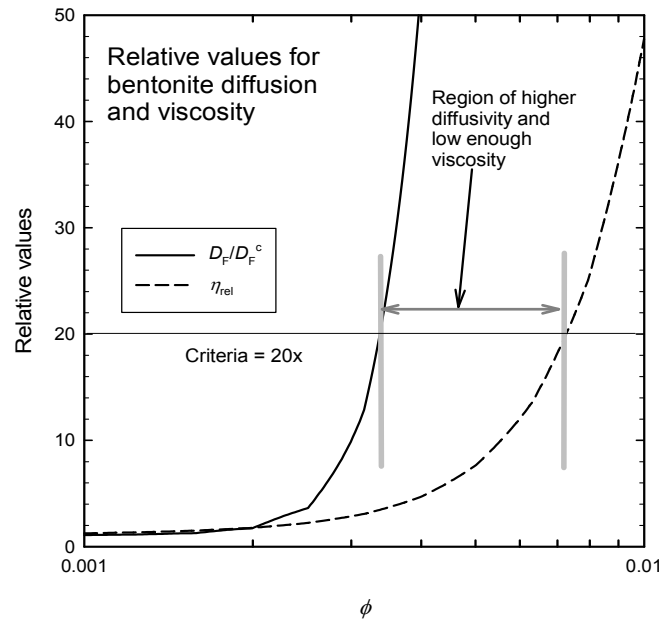 Relative values for
bentonite diffusion
and viscosity
Region of higher
diffusivity and
low enough
viscosity
D_F/D_F^c
η_rel
Criteria = 20x
Relative values
50
40
30
20
10
0
0.001
0.01
ϕ